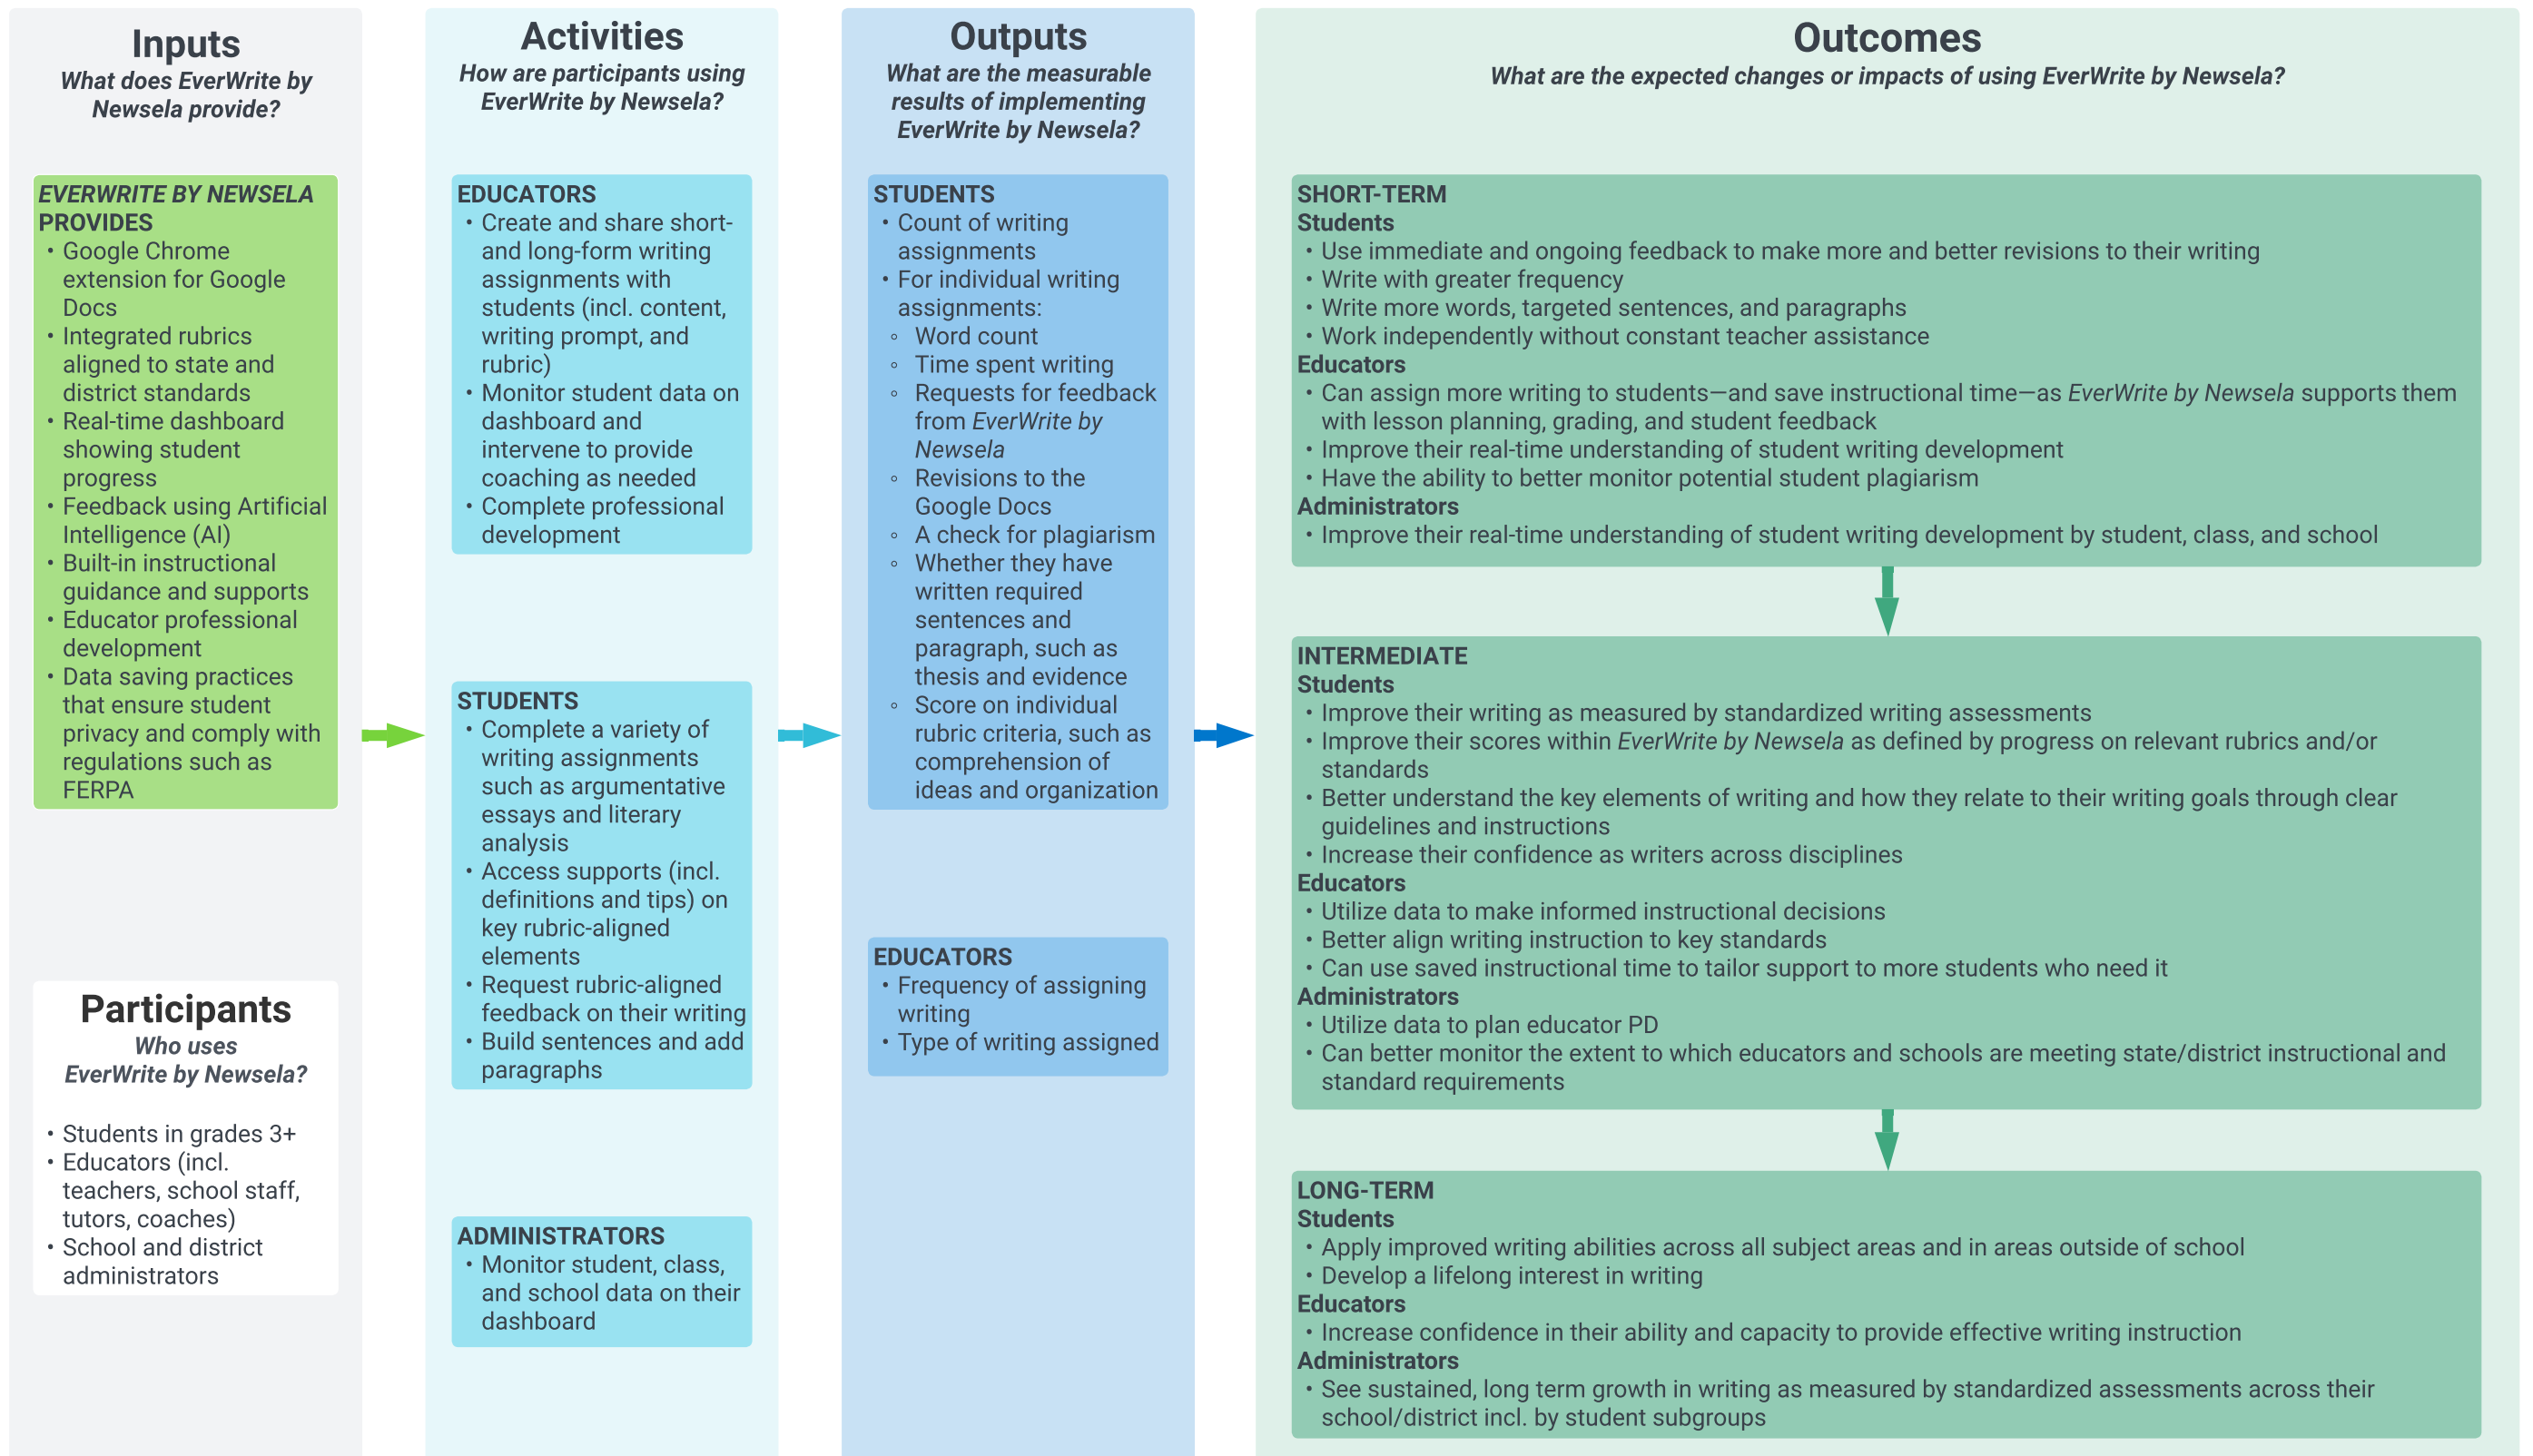 Inputs
What does EverWrite by
Newsela provide?
EVERWRITE BY NEWSELA
PROVIDES
• Google Chrome
extension for Google
Docs
• Integrated rubrics
aligned to state and
district standards
• Real-time dashboard
showing student
progress
• Feedback using Artificial
Intelligence (AI)
• Built-in instructional
guidance and supports
• Educator professional
development
• Data saving practices
that ensure student
privacy and comply with
regulations such as
FERPA
Participants
Who uses
EverWrite by Newsela?
• Students in grades 3+
• Educators (incl.
teachers, school staff,
tutors, coaches)
• School and district
administrators
Activities
How are participants using
EverWrite by Newsela?
EDUCATORS
• Create and share short-
and long-form writing
assignments with
students (incl. content,
writing prompt, and
rubric)
• Monitor student data on
dashboard and
intervene to provide
coaching as needed
• Complete professional
development
STUDENTS
• Complete a variety of
writing assignments
such as argumentative
essays and literary
analysis
• Access supports (incl.
definitions and tips) on
key rubric-aligned
elements
• Request rubric-aligned
feedback on their writing
• Build sentences and add
paragraphs
ADMINISTRATORS
• Monitor student, class,
and school data on their
dashboard
Outputs
What are the measurable
results of implementing
EverWrite by Newsela?
STUDENTS
• Count of writing
assignments
• For individual writing
assignments:
◦ Word count
◦ Time spent writing
◦ Requests for feedback
from EverWrite by
Newsela
◦ Revisions to the
Google Docs
◦ A check for plagiarism
◦ Whether they have
written required
sentences and
paragraph, such as
thesis and evidence
◦ Score on individual
rubric criteria, such as
comprehension of
ideas and organization
EDUCATORS
• Frequency of assigning
writing
• Type of writing assigned
Outcomes
What are the expected changes or impacts of using EverWrite by Newsela?
SHORT-TERM
Students
• Use immediate and ongoing feedback to make more and better revisions to their writing
• Write with greater frequency
• Write more words, targeted sentences, and paragraphs
• Work independently without constant teacher assistance
Educators
• Can assign more writing to students—and save instructional time—as EverWrite by Newsela supports them
with lesson planning, grading, and student feedback
• Improve their real-time understanding of student writing development
• Have the ability to better monitor potential student plagiarism
Administrators
• Improve their real-time understanding of student writing development by student, class, and school
INTERMEDIATE
Students
• Improve their writing as measured by standardized writing assessments
• Improve their scores within EverWrite by Newsela as defined by progress on relevant rubrics and/or
standards
• Better understand the key elements of writing and how they relate to their writing goals through clear
guidelines and instructions
• Increase their confidence as writers across disciplines
Educators
• Utilize data to make informed instructional decisions
• Better align writing instruction to key standards
• Can use saved instructional time to tailor support to more students who need it
Administrators
• Utilize data to plan educator PD
• Can better monitor the extent to which educators and schools are meeting state/district instructional and
standard requirements
LONG-TERM
Students
• Apply improved writing abilities across all subject areas and in areas outside of school
• Develop a lifelong interest in writing
Educators
• Increase confidence in their ability and capacity to provide effective writing instruction
Administrators
• See sustained, long term growth in writing as measured by standardized assessments across their
school/district incl. by student subgroups